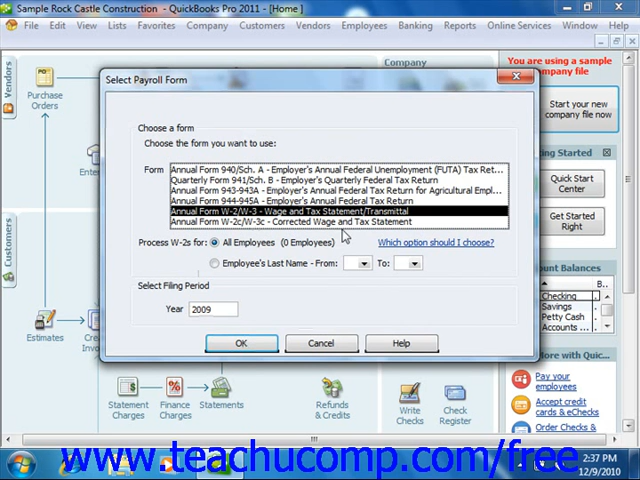 Sample Rock Castle Construction - QuickBooks Pro 2011 - [Home ]
File Edit View Lists Favorites Company Customers Vendors Employees Banking Reports Online Services Window Help
Vendors
Purchase
Orders
Company
You are using a sample
company file
Start your new
company file now
Select Payroll Form
Choose a form
Choose the form you want to use:
Form
Annual Form 940/Sch. A - Employer's Annual Federal Unemployment (FUTA) Tax Ret...
Quarterly Form 941/Sch. B - Employer's Quarterly Federal Tax Return
Annual Form 943-943A - Employer's Annual Federal Tax Return for Agricultural Empl...
Annual Form 944-945A - Employer's Annual Federal Tax Return
Annual Form W-2/W-3 - Wage and Tax Statement/Transmittal
Annual Form W-2c/W-3c - Corrected Wage and Tax Statement
Process W-2s for: All Employees (0 Employees) Which option should I choose?
Employee's Last Name - From: To:
Select Filing Period
Year 2009
OK Cancel Help
Ente
ting Started
Quick Start
Center
Get Started
Right
Customers
ount Balances
B..
Checking
Savings
Petty Cash
Accounts ...
Estimates
Crea
Invo
e More with Quic...
Pay your
employees
Accept credit
cards & eChecks
Order Checks &
Statement
Charges
Finance
Charges
Statements
Refunds
& Credits
Write
Checks
Check
Register
www.teachucomp.com/free
2:37 PM
12/9/2010